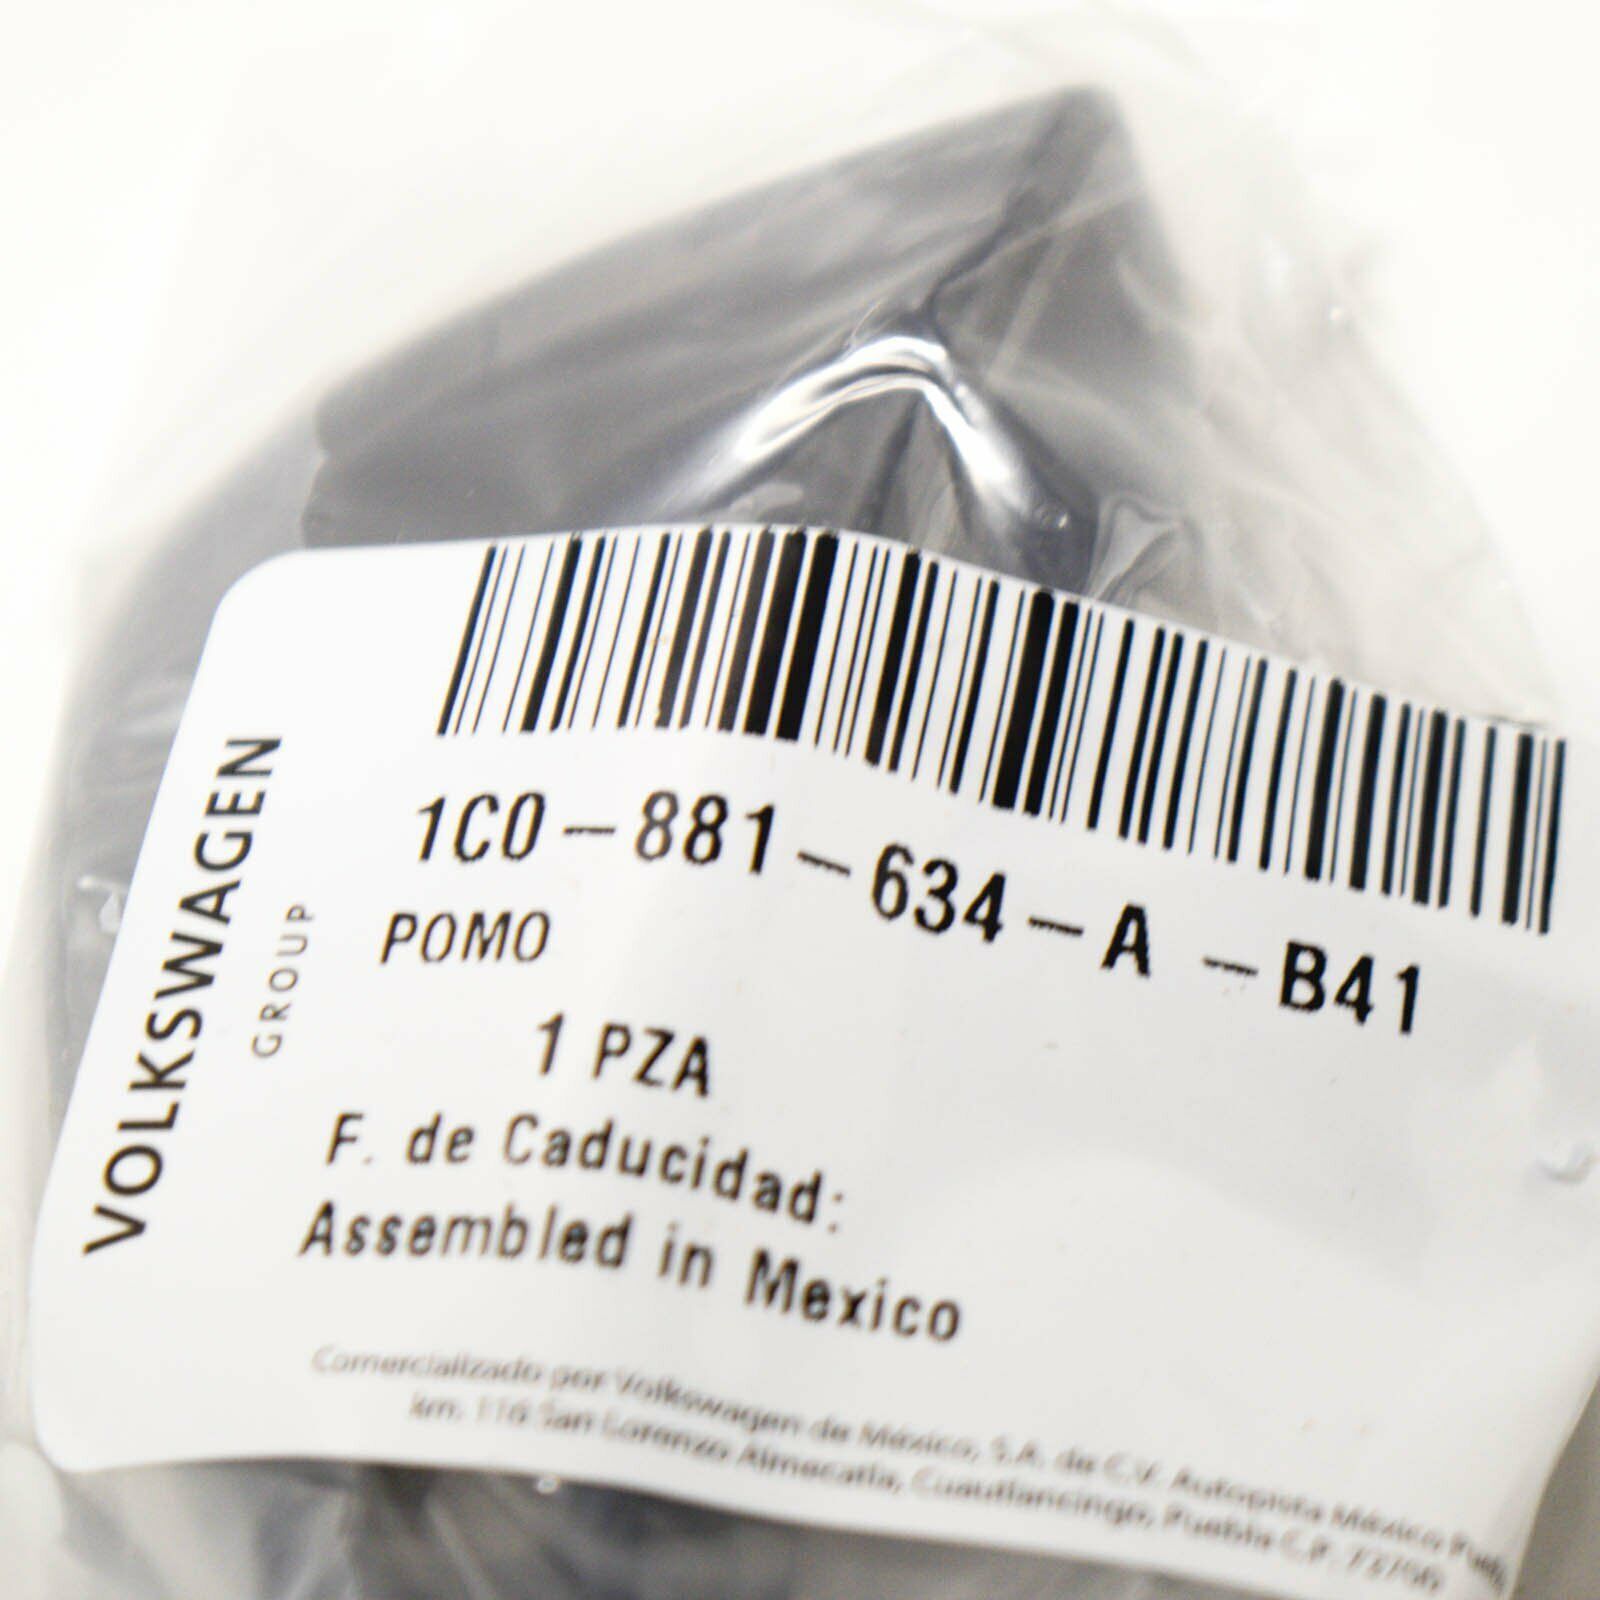 VOLKSWAGEN
GROUP
1C0-881-634-A -B41
POMO
1 PZA
F. de Caducidad:
Assembled in Mexico
Comercializado por Volkswagen de México, S.A. de C.V. Autopista México Puebla
km. 116 San Lorenzo Almecatla, Cuautlancingo, Puebla C.P. 72700